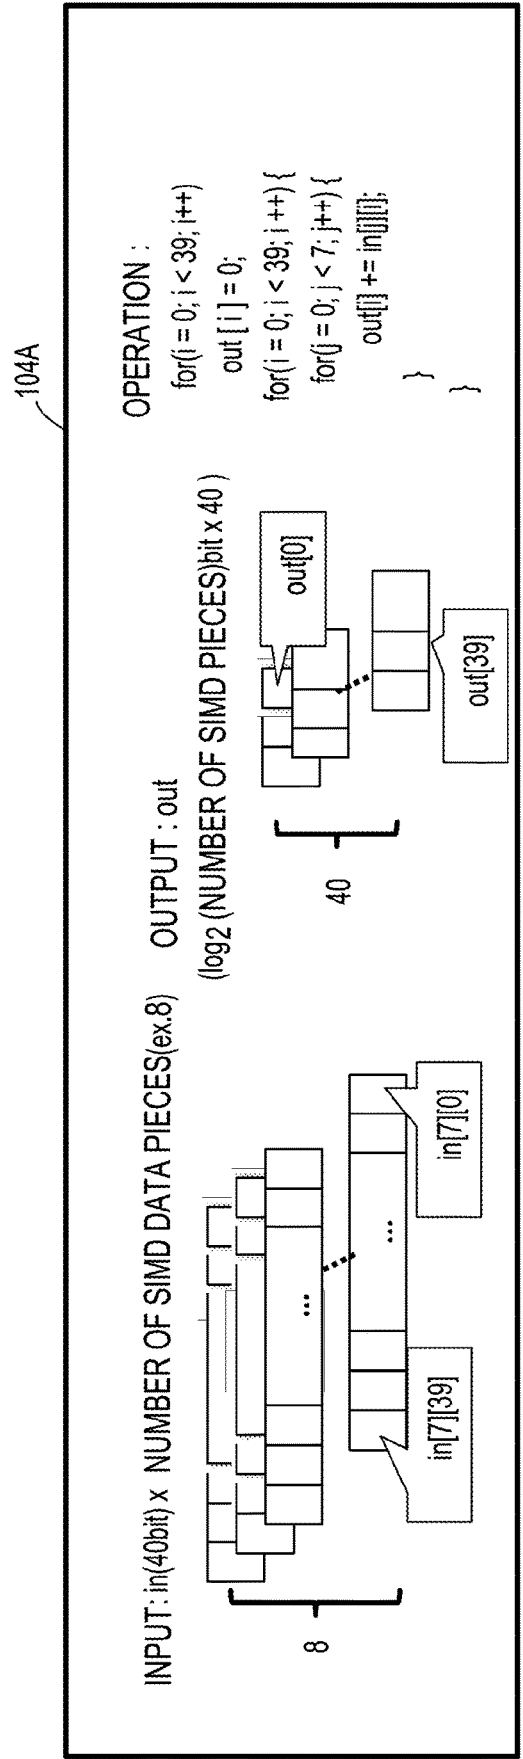 104A
INPUT: in(40bit) x NUMBER OF SIMD DATA PIECES(ex.8)
8
...
...
in[7][39]
in[7][0]
OUTPUT : out
(log2 (NUMBER OF SIMD PIECES)bit x 40 )
40
out[0]
out[39]
OPERATION :
for(i = 0; i < 39; i++)
out [ i ] = 0;
for(i = 0; i < 39; i ++) {
for(j = 0; j < 7; j++) {
out[i] += in[j][i];
}
}